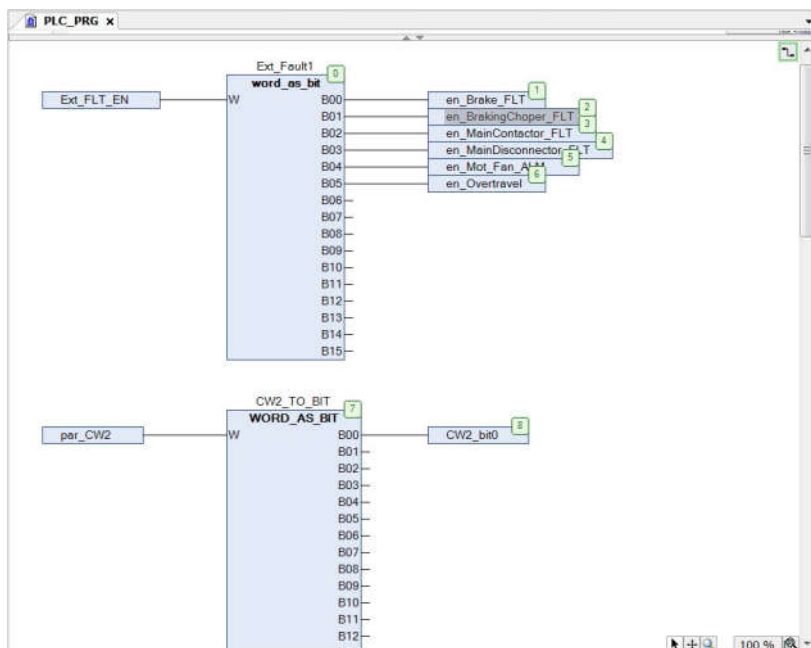 PLC_PRG x
Ext_Fault1
0
word_as_bit
Ext_FLT_EN
W
B00
en_Brake_FLT
1
B01
en_BrakingChoper_FLT
2
B02
en_MainContactor_FLT
3
B03
en_MainDisconnector_FLT
4
B04
en_Mot_Fan_ALM
5
B05
en_Overtravel
6
B06
B07
B08
B09
B10
B11
B12
B13
B14
B15
CW2_TO_BIT
7
WORD_AS_BIT
par_CW2
W
B00
CW2_bit0
8
B01
B02
B03
B04
B05
B06
B07
B08
B09
B10
B11
B12
100 %